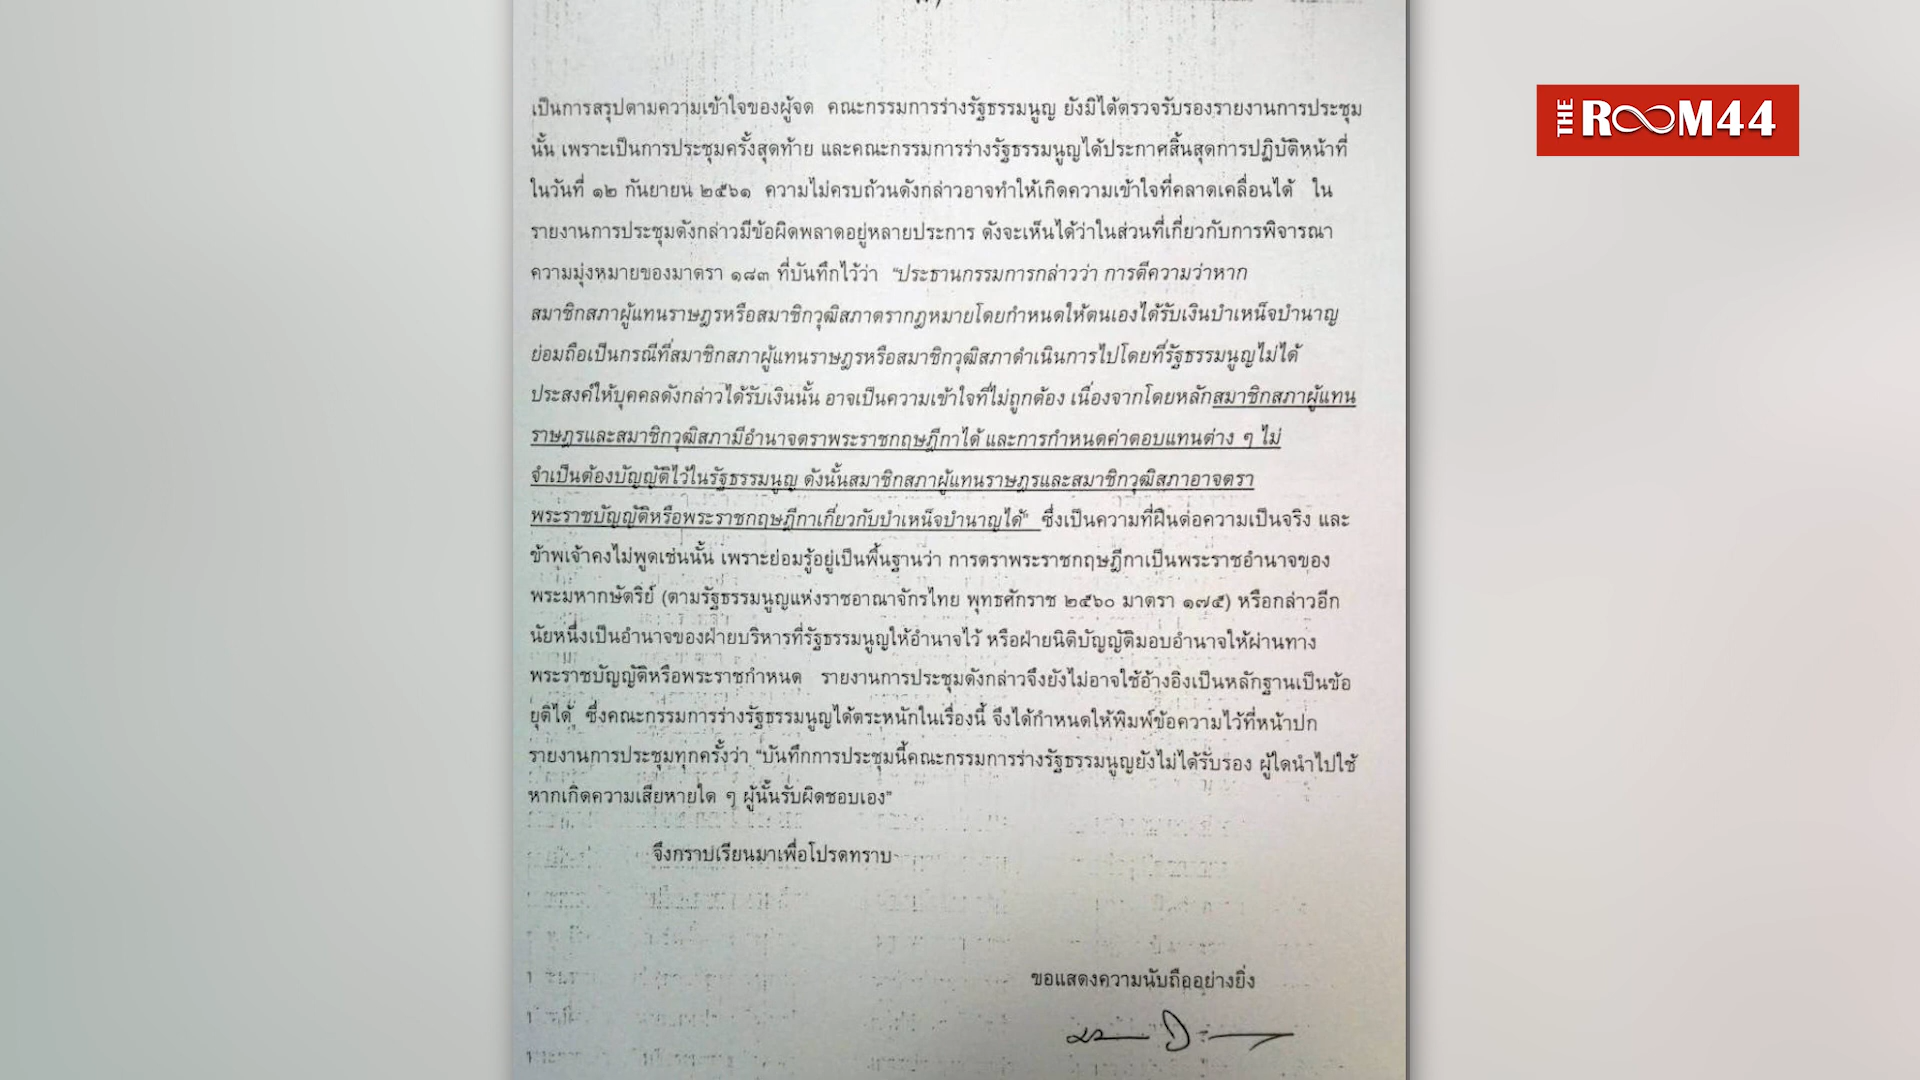 THE ROOM44
เป็นการสรุปตามความเข้าใจของผู้จด คณะกรรมการร่างรัฐธรรมนูญ ยังมิได้ตรวจรับรองรายงานการประชุม
นั้น เพราะเป็นการประชุมครั้งสุดท้าย และคณะกรรมการร่างรัฐธรรมนูญได้ประกาศสิ้นสุดการปฏิบัติหน้าที่
ในวันที่ ๑๒ กันยายน ๒๕๖๑ ความไม่ครบถ้วนดังกล่าวอาจทำให้เกิดความเข้าใจที่คลาดเคลื่อนได้ ใน
รายงานการประชุมดังกล่าวมีข้อผิดพลาดอยู่หลายประการ ดังจะเห็นได้ว่าในส่วนที่เกี่ยวกับการพิจารณา
ความมุ่งหมายของมาตรา ๑๘๓ ที่บันทึกไว้ว่า “ประธานกรรมการกล่าวว่า การตีความว่าหาก
สมาชิกสภาผู้แทนราษฎรหรือสมาชิกวุฒิสภาตรากฎหมายโดยกำหนดให้ตนเองได้รับเงินบำเหน็จบำนาญ
ย่อมถือเป็นกรณีที่สมาชิกสภาผู้แทนราษฎรหรือสมาชิกวุฒิสภาดำเนินการไปโดยที่รัฐธรรมนูญไม่ได้
ประสงค์ให้บุคคลดังกล่าวได้รับเงินนั้น อาจเป็นความเข้าใจที่ไม่ถูกต้อง เนื่องจากโดยหลักสมาชิกสภาผู้แทน
ราษฎรและสมาชิกวุฒิสภามีอำนาจตราพระราชกฤษฎีกาได้ และการกำหนดค่าตอบแทนต่าง ๆ ไม่
จำเป็นต้องบัญญัติไว้ในรัฐธรรมนูญ ดังนั้นสมาชิกสภาผู้แทนราษฎรและสมาชิกวุฒิสภาอาจตรา
พระราชบัญญัติหรือพระราชกฤษฎีกาเกี่ยวกับบำเหน็จบำนาญได้” ซึ่งเป็นความที่ฝืนต่อความเป็นจริง และ
ข้าพเจ้าคงไม่พูดเช่นนั้น เพราะย่อมรู้อยู่เป็นพื้นฐานว่า การตราพระราชกฤษฎีกาเป็นพระราชอำนาจของ
พระมหากษัตริย์ (ตามรัฐธรรมนูญแห่งราชอาณาจักรไทย พุทธศักราช ๒๕๖๐ มาตรา ๑๗๕) หรือกล่าวอีก
นัยหนึ่งเป็นอำนาจของฝ่ายบริหารที่รัฐธรรมนูญให้อำนาจไว้ หรือฝ่ายนิติบัญญัติมอบอำนาจให้ผ่านทาง
พระราชบัญญัติหรือพระราชกำหนด รายงานการประชุมดังกล่าวจึงยังไม่อาจใช้อ้างอิงเป็นหลักฐานเป็นข้อ
ยุติได้ ซึ่งคณะกรรมการร่างรัฐธรรมนูญได้ตระหนักในเรื่องนี้ จึงได้กำหนดให้พิมพ์ข้อความไว้ที่หน้าปก
รายงานการประชุมทุกครั้งว่า “บันทึกการประชุมนี้คณะกรรมการร่างรัฐธรรมนูญยังไม่ได้รับรอง ผู้ใดนำไปใช้
หากเกิดความเสียหายใด ๆ ผู้นั้นรับผิดชอบเอง”
จึงกราบเรียนมาเพื่อโปรดทราบ
ขอแสดงความนับถืออย่างยิ่ง